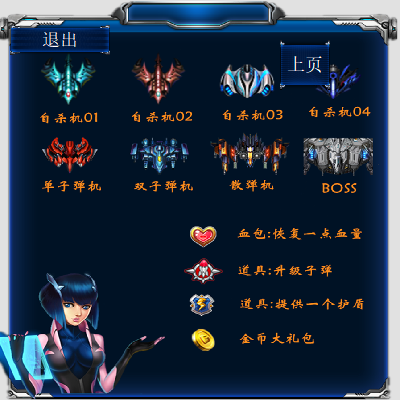 退出
上页
自杀机01 自杀机02 自杀机03 自杀机04
单子弹机 双子弹机 散弹机 BOSS
血包:恢复一点血量
道具:升级子弹
道具:提供一个护盾
金币大礼包